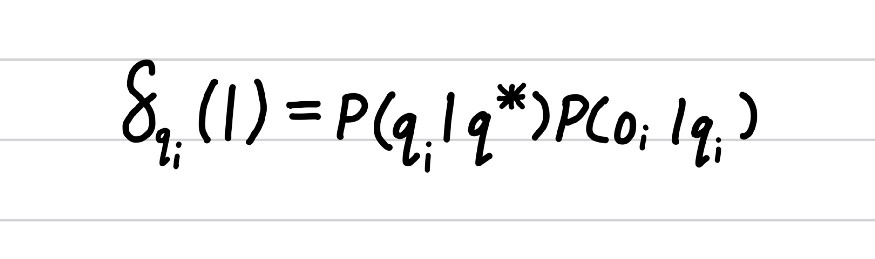 δ_{q_i}(1) = P(q_i | q*)P(o_i | q_i)